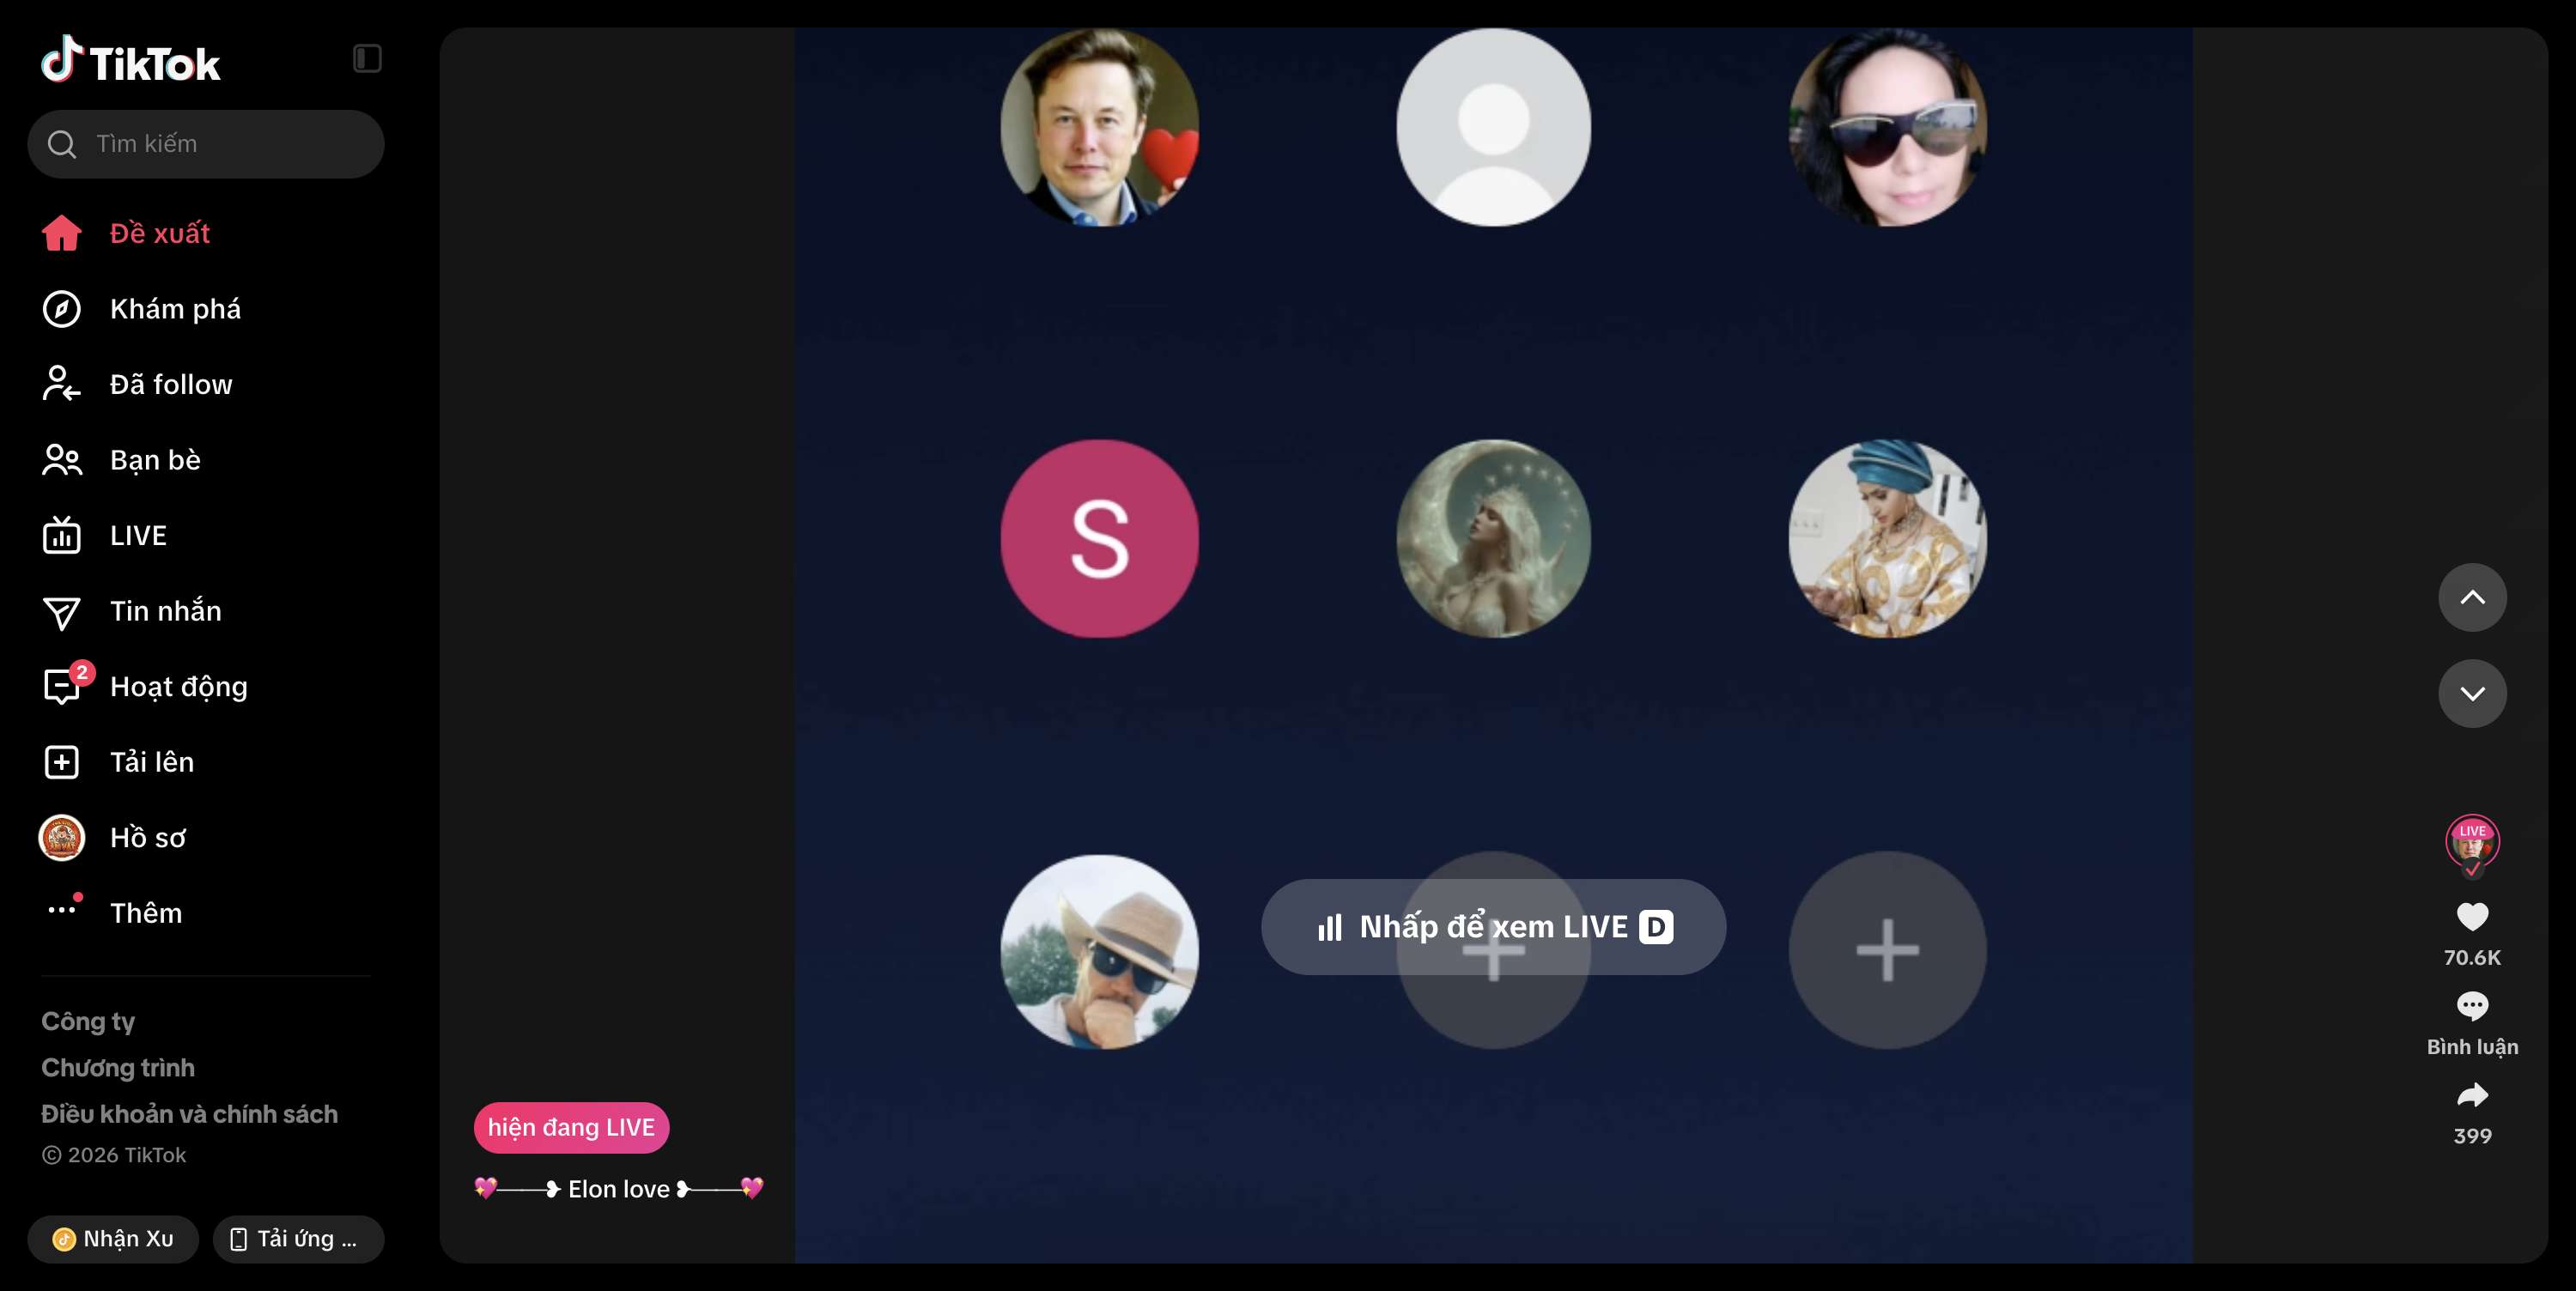 TikTok
Tìm kiếm
Đề xuất
Khám phá
Đã follow
Bạn bè
LIVE
Tin nhắn
2
Hoạt động
Tải lên
Hồ sơ
Thêm
Công ty
Chương trình
Điều khoản và chính sách
© 2026 TikTok
Nhận Xu
Tải ứng ...
S
Nhấp để xem LIVE D
hiện đang LIVE
💖───❥ Elon love ❥───💖
LIVE
70.6K
Bình luận
399